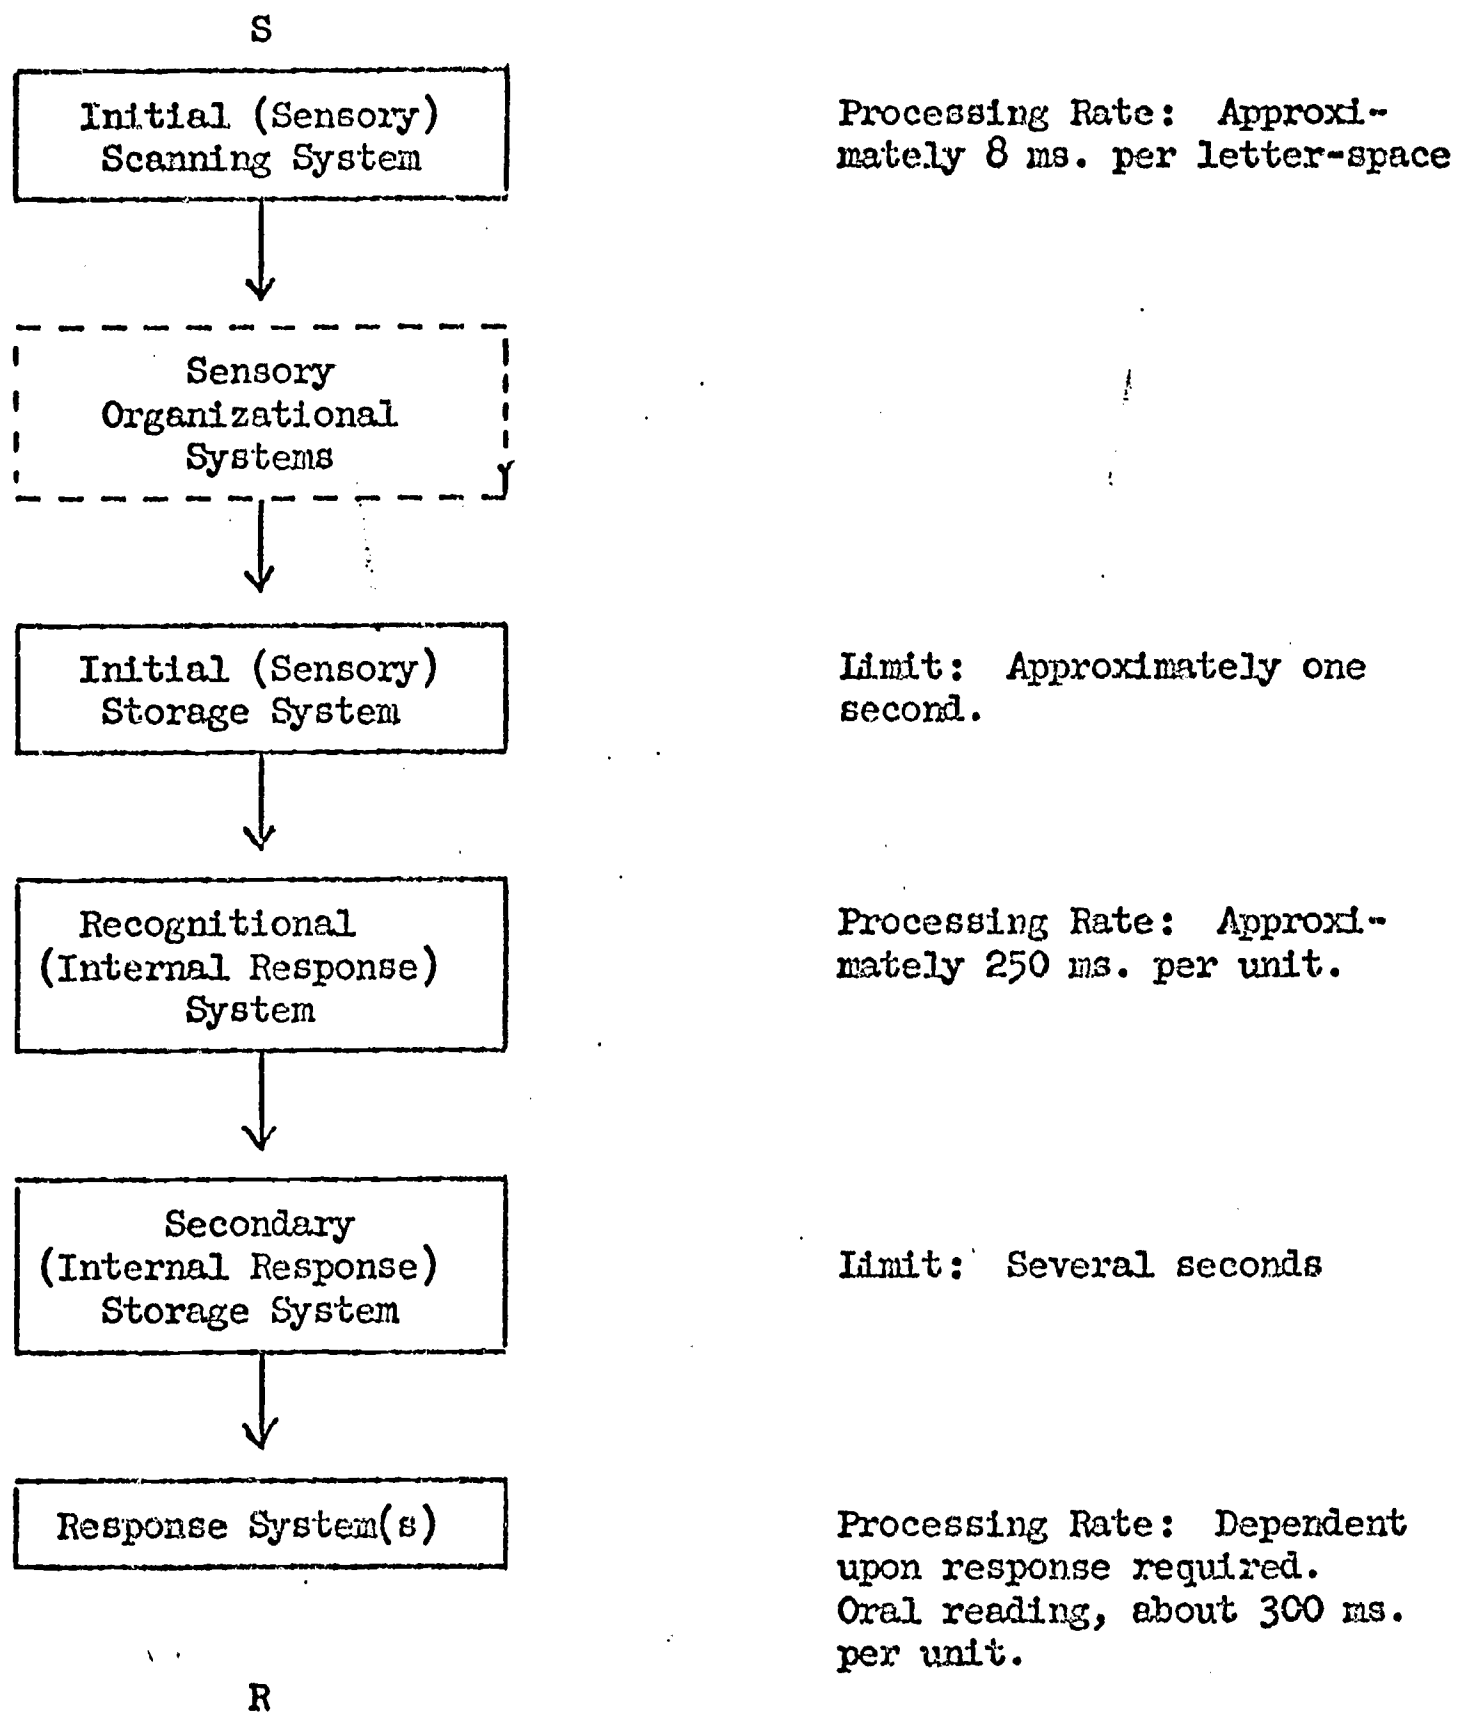 S
Initial (Sensory)
Scanning System
Processing Rate: Approxi-
mately 8 ms. per letter-space
Sensory
Organizational
Systems
Initial (Sensory)
Storage System
Limit: Approximately one
second.
Recognitional
(Internal Response)
System
Processing Rate: Approxi-
mately 250 ms. per unit.
Secondary
(Internal Response)
Storage System
Limit: Several seconds
Response System(s)
Processing Rate: Dependent
upon response required.
Oral reading, about 300 ms.
per unit.
R